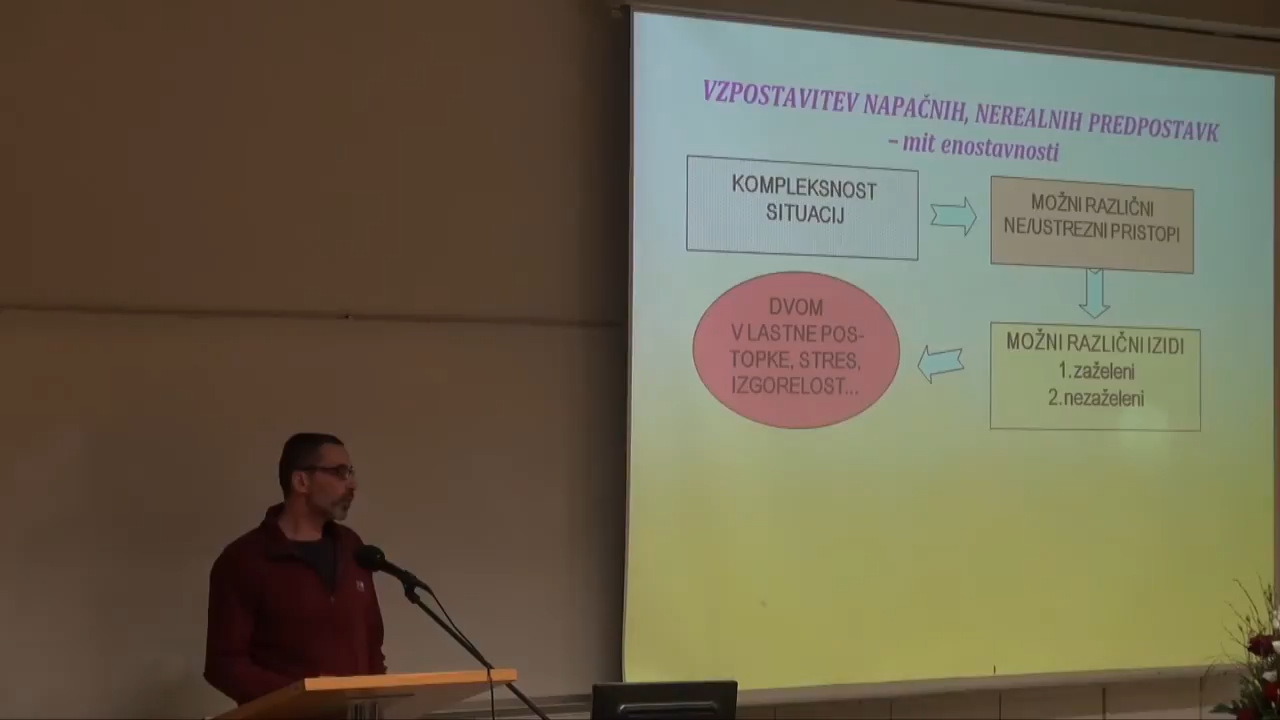 VZPOSTAVITEV NAPAČNIH, NEREALNIH PREDPOSTAVK
– mit enostavnosti
KOMPLEKSNOST
SITUACIJ
MOŽNI RAZLIČNI
NE/USTREZNI PRISTOPI
MOŽNI RAZLIČNI IZIDI
1.zaželeni
2.nezaželeni
DVOM
V LASTNE POS-
TOPKE, STRES,
IZGORELOST...